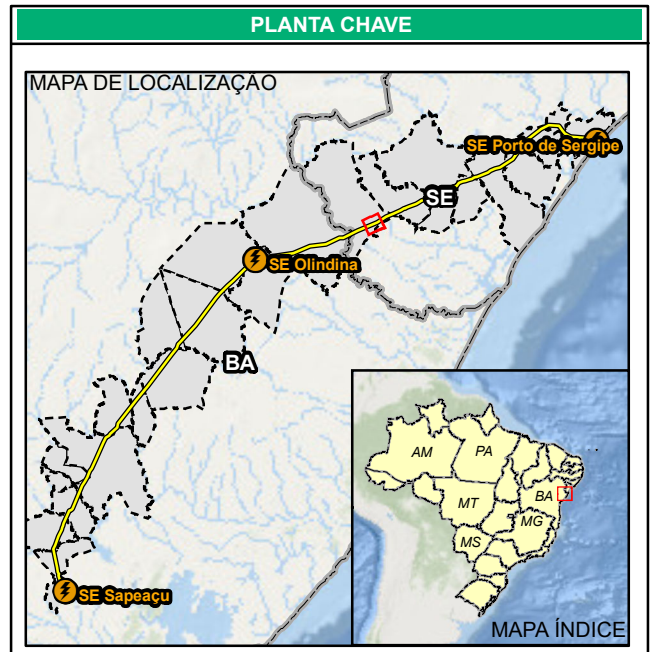 PLANTA CHAVE
MAPA DE LOCALIZAÇÃO
SE Porto de Sergipe
SE
SE Olindina
BA
SE Sapeaçu
AM
PA
MT
BA
MG
MS
MAPA ÍNDICE